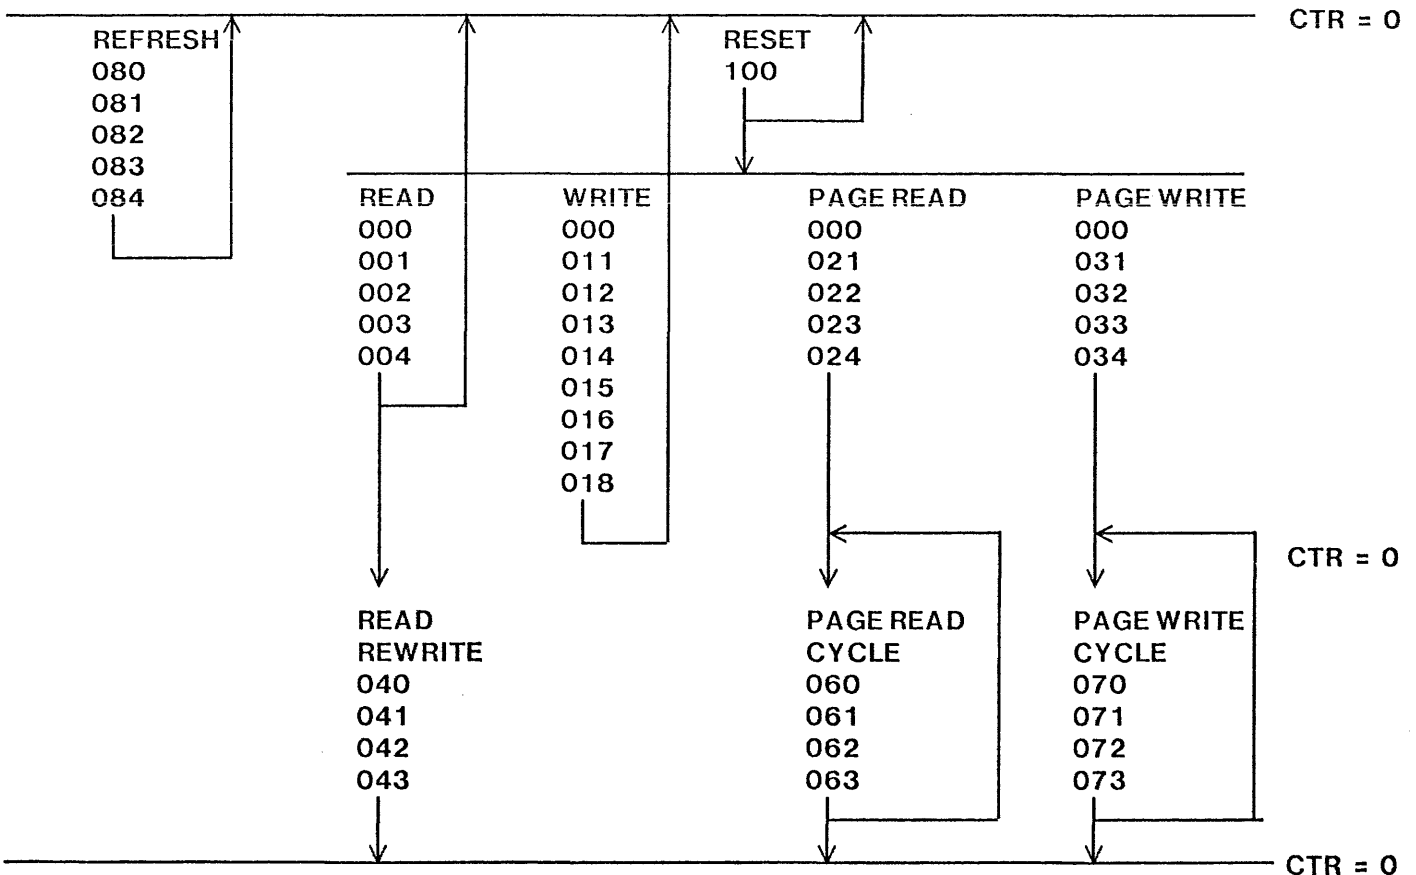 CTR = 0
REFRESH
080
081
082
083
084
RESET
100
READ
000
001
002
003
004
WRITE
000
011
012
013
014
015
016
017
018
PAGE READ
000
021
022
023
024
PAGE WRITE
000
031
032
033
034
CTR = 0
READ
REWRITE
040
041
042
043
PAGE READ
CYCLE
060
061
062
063
PAGE WRITE
CYCLE
070
071
072
073
CTR = 0